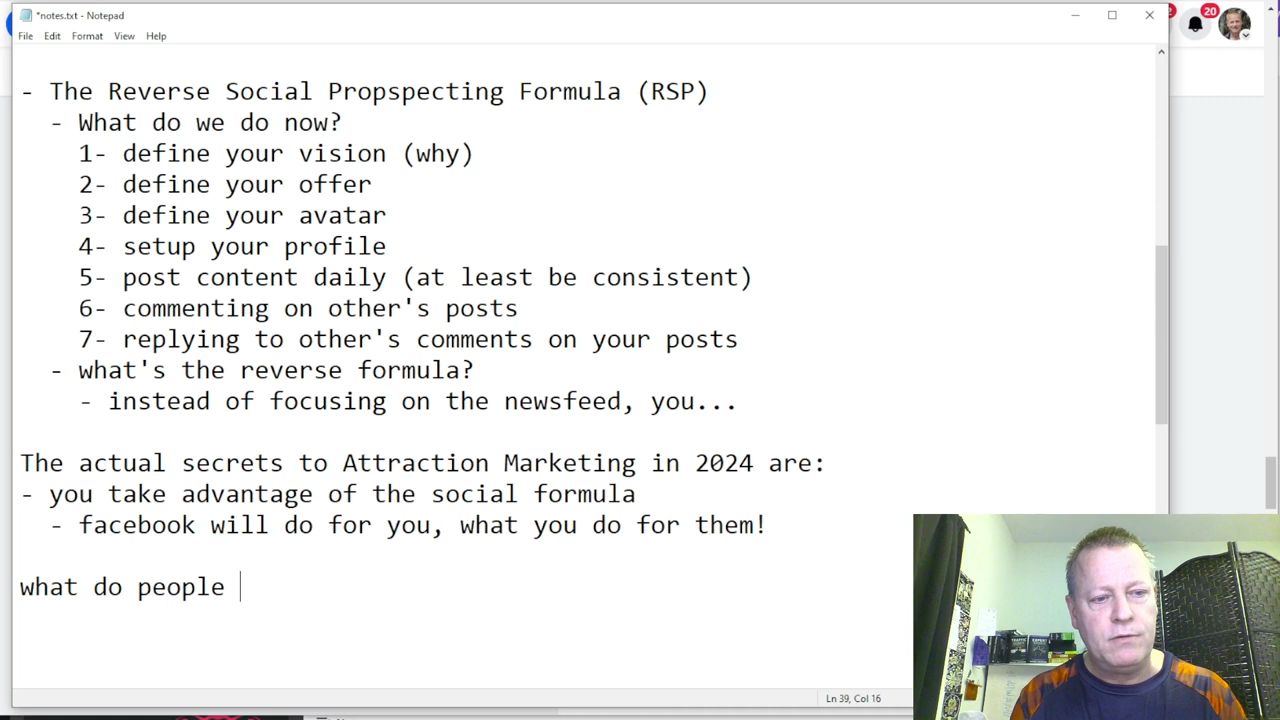 *notes.txt - Notepad
20
File Edit Format View Help
- The Reverse Social Propspecting Formula (RSP)
- What do we do now?
1- define your vision (why)
2- define your offer
3- define your avatar
4- setup your profile
5- post content daily (at least be consistent)
6- commenting on other's posts
7- replying to other's comments on your posts
- what's the reverse formula?
- instead of focusing on the newsfeed, you...
The actual secrets to Attraction Marketing in 2024 are:
- you take advantage of the social formula
- facebook will do for you, what you do for them!
what do people
TRAFFIC
EXPERT
Ln 39, Col 16